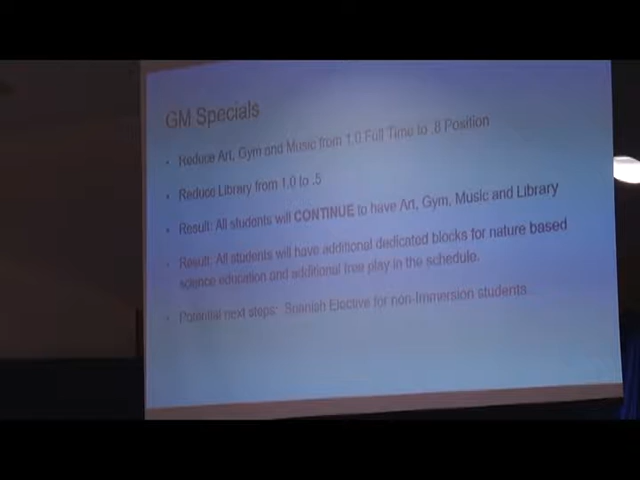 GM Specials
• Reduce Art, Gym and Music from 1.0 Full Time to .8 Position
• Reduce Library from 1.0 to .5
• Result: All students will CONTINUE to have Art, Gym, Music and Library
• Result: All students will have additional dedicated blocks for nature based
science education and additional free play in the schedule.
• Potential next steps: Spanish Elective for non-Immersion students